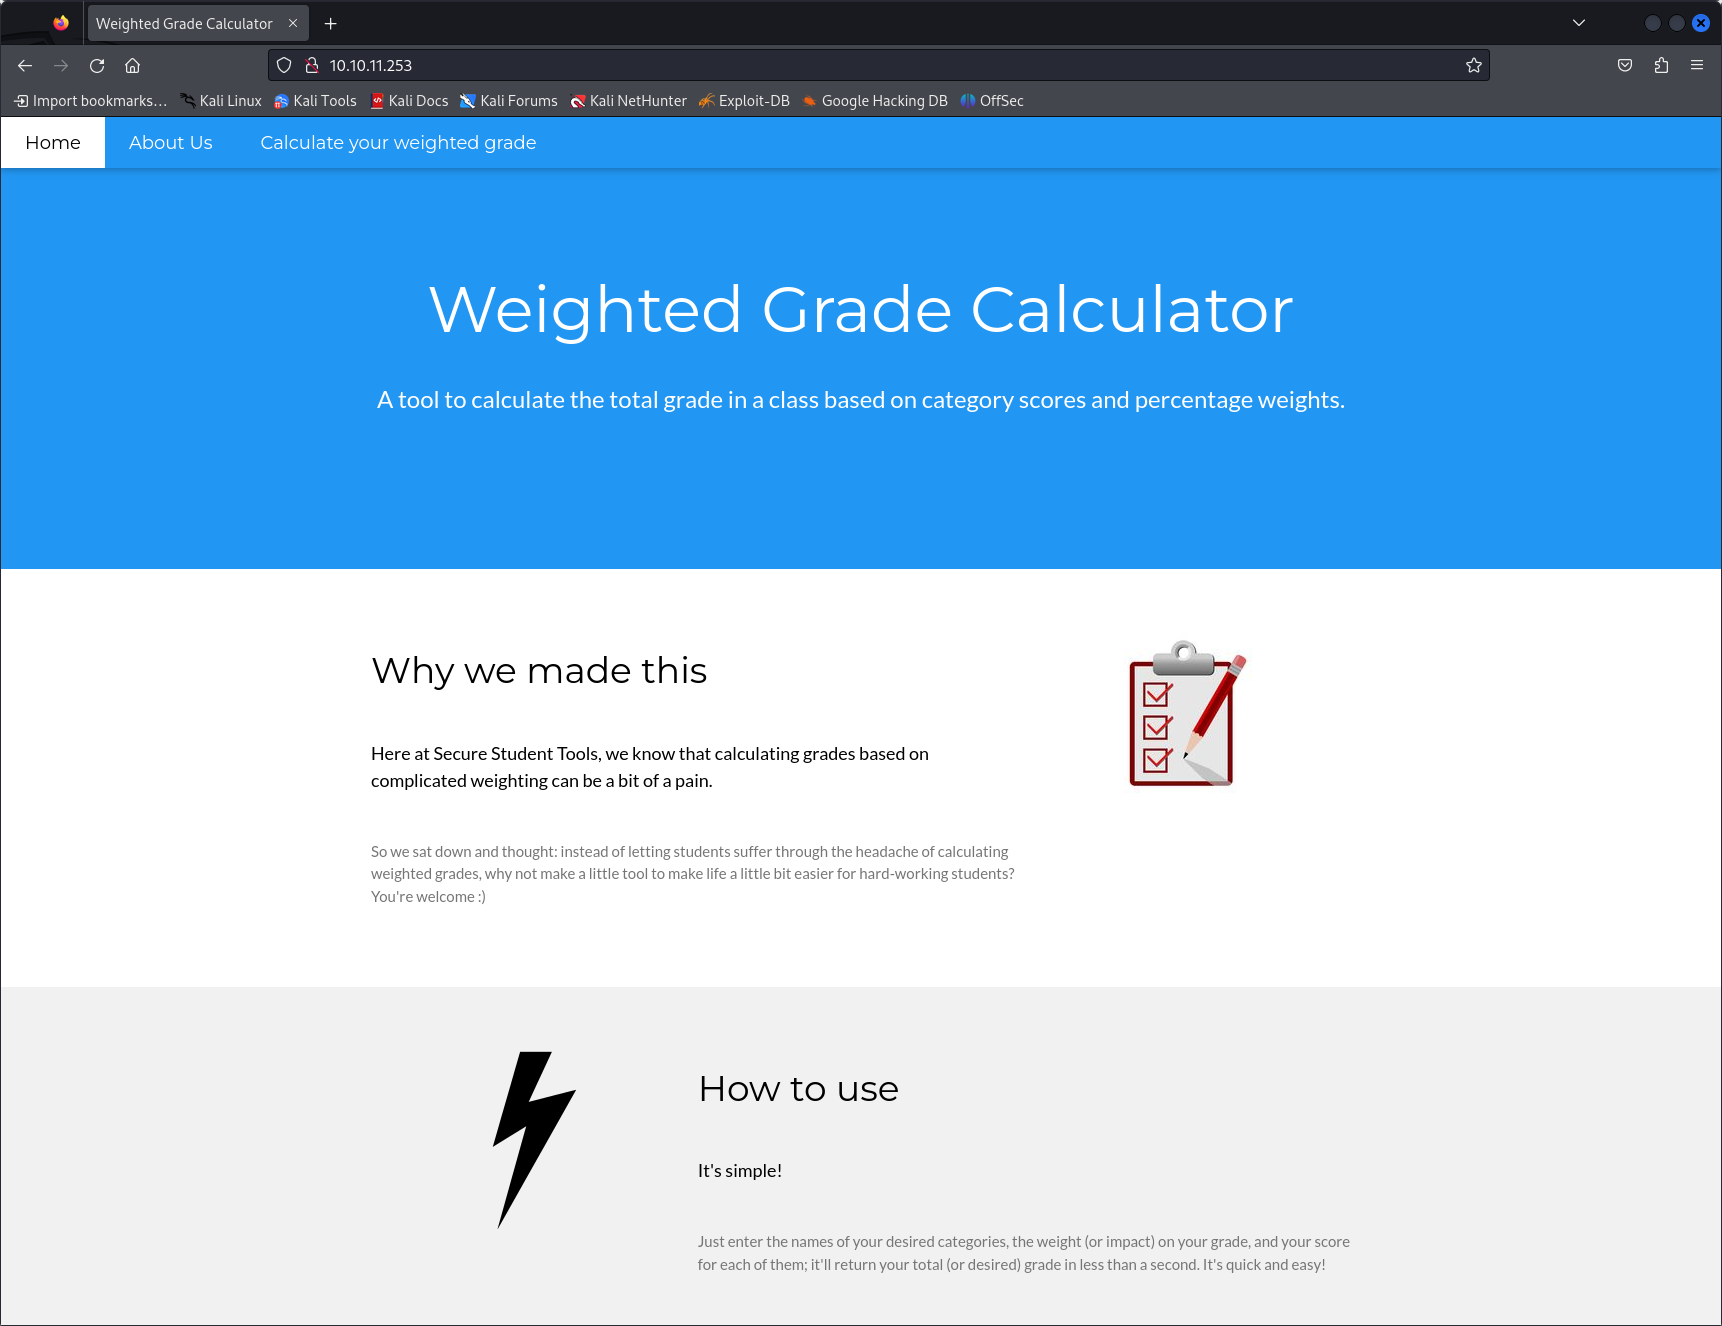 Weighted Grade Calculator
10.10.11.253
Import bookmarks... Kali Linux Kali Tools Kali Docs Kali Forums Kali NetHunter Exploit-DB Google Hacking DB OffSec
Home About Us Calculate your weighted grade
Weighted Grade Calculator
A tool to calculate the total grade in a class based on category scores and percentage weights.
Why we made this
Here at Secure Student Tools, we know that calculating grades based on
complicated weighting can be a bit of a pain.
So we sat down and thought: instead of letting students suffer through the headache of calculating
weighted grades, why not make a little tool to make life a little bit easier for hard-working students?
You're welcome :)
How to use
It's simple!
Just enter the names of your desired categories, the weight (or impact) on your grade, and your score
for each of them; it'll return your total (or desired) grade in less than a second. It's quick and easy!